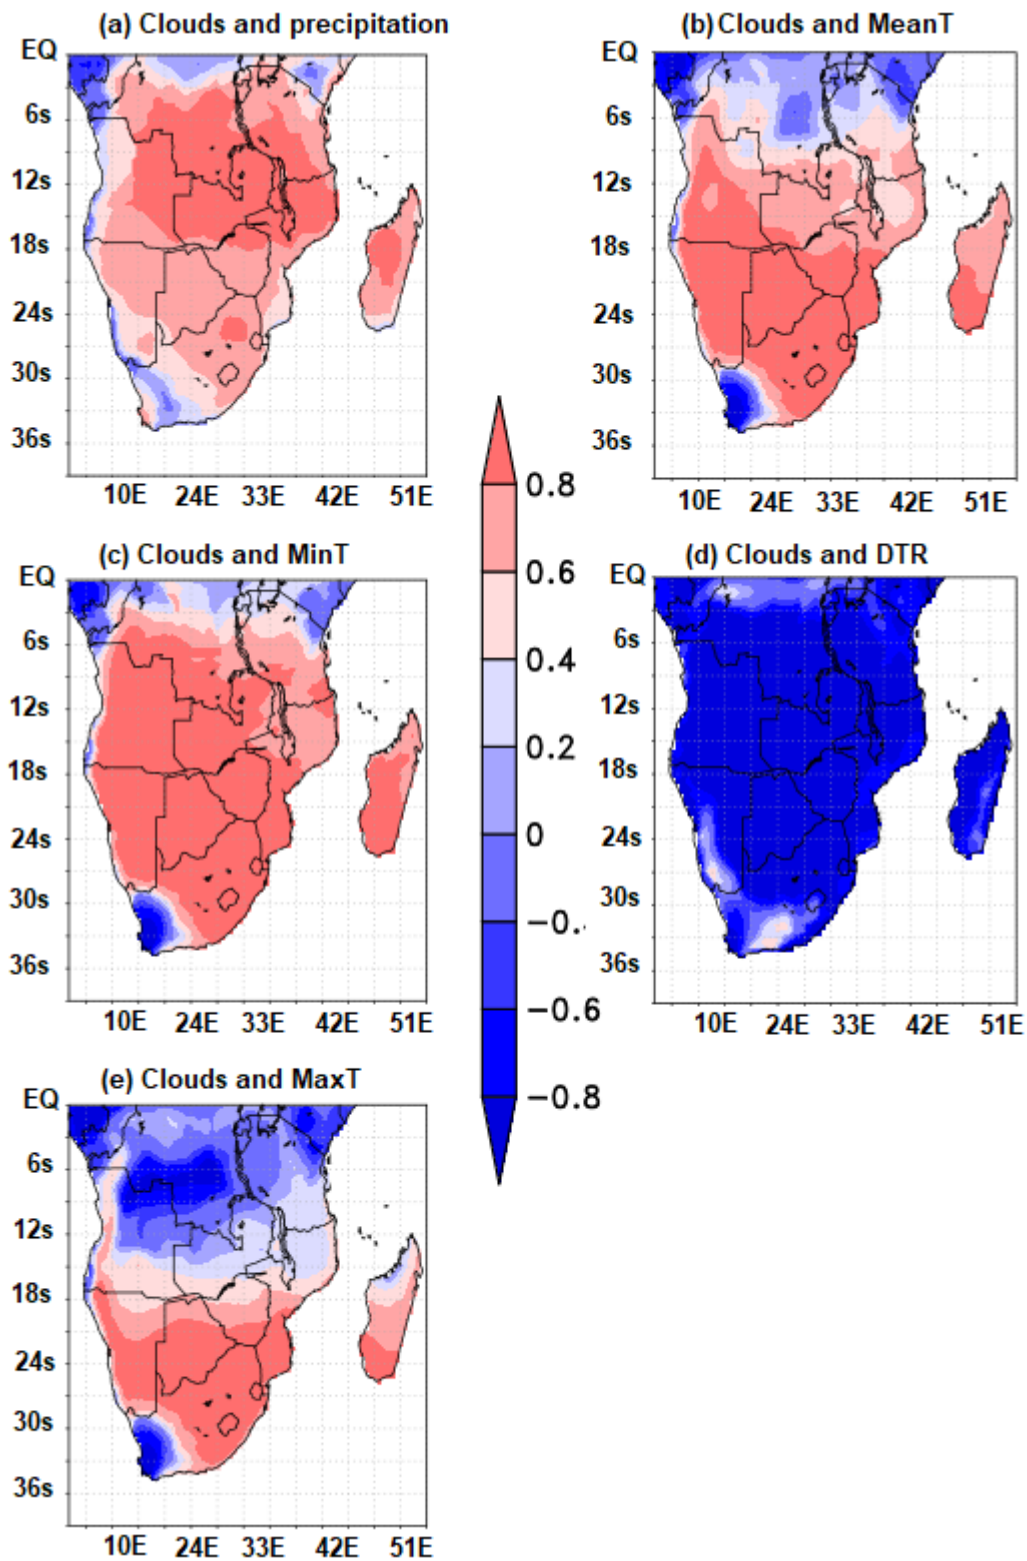 (a) Clouds and precipitation
EQ
6s
12s
18s
24s
30s
36s
10E 24E 33E 42E 51E
(b) Clouds and MeanT
EQ
6s
12s
18s
24s
30s
36s
10E 24E 33E 42E 51E
0.8
0.6
0.4
0.2
0
-0.
-0.6
-0.8
(c) Clouds and MinT
EQ
6s
12s
18s
24s
30s
36s
10E 24E 33E 42E 51E
(d) Clouds and DTR
EQ
6s
12s
18s
24s
30s
36s
10E 24E 33E 42E 51E
(e) Clouds and MaxT
EQ
6s
12s
18s
24s
30s
36s
10E 24E 33E 42E 51E